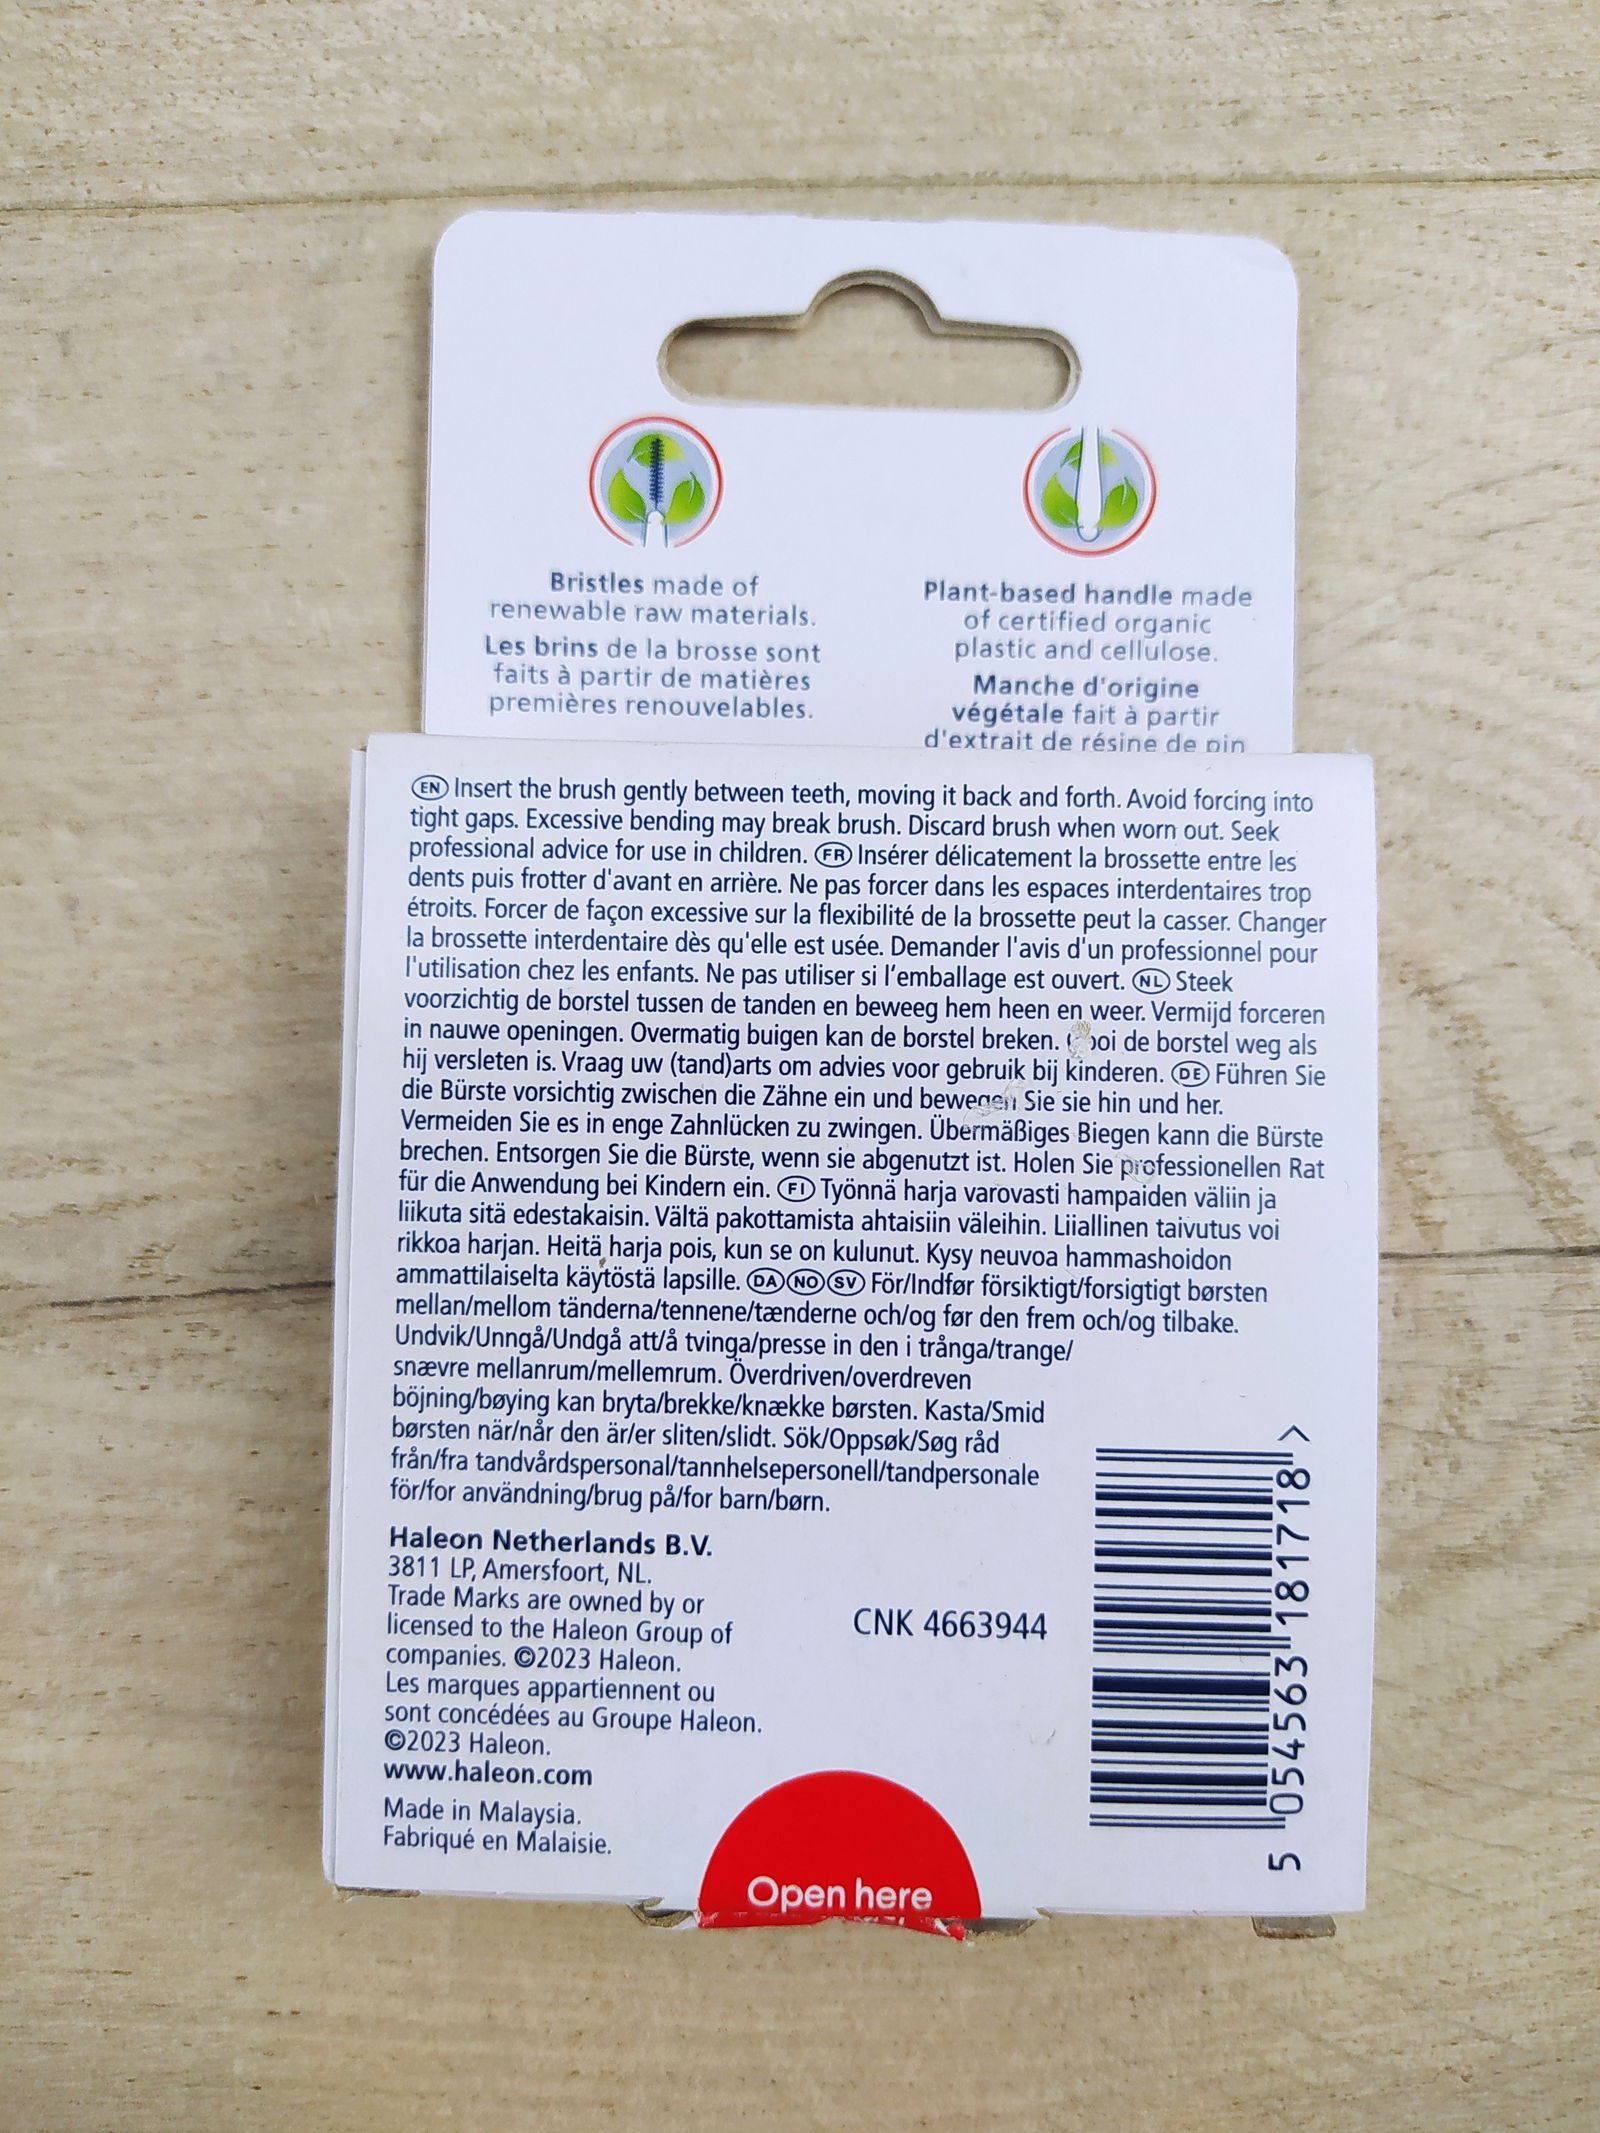 Bristles made of
renewable raw materials.
Les brins de la brosse sont
faits à partir de matières
premières renouvelables.
Plant-based handle made
of certified organic
plastic and cellulose.
Manche d'origine
végétale fait à partir
d'extrait de résine de pin
EN Insert the brush gently between teeth, moving it back and forth. Avoid forcing into
tight gaps. Excessive bending may break brush. Discard brush when worn out. Seek
professional advice for use in children. FR Insérer délicatement la brossette entre les
dents puis frotter d'avant en arrière. Ne pas forcer dans les espaces interdentaires trop
étroits. Forcer de façon excessive sur la flexibilité de la brossette peut la casser. Changer
la brossette interdentaire dès qu'elle est usée. Demander l'avis d'un professionnel pour
l'utilisation chez les enfants. Ne pas utiliser si l'emballage est ouvert. NL Steek
voorzichtig de borstel tussen de tanden en beweeg hem heen en weer. Vermijd forceren
in nauwe openingen. Overmatig buigen kan de borstel breken. de borstel weg als
hij versleten is. Vraag uw (tand)arts om advies voor gebruik bij kinderen. DE Führen Sie
die Bürste vorsichtig zwischen die Zähne ein und bewegen Sie sie hin und her.
Vermeiden Sie es in enge Zahnlücken zu zwingen. Übermäßiges Biegen kann die Bürste
brechen. Entsorgen Sie die Bürste, wenn sie abgenutzt ist. Holen Sie professionellen Rat
für die Anwendung bei Kindern ein. FI Työnnä harja varovasti hampaiden väliin ja
liikuta sitä edestakaisin. Vältä pakottamista ahtaisiin väleihin. Liiallinen taivutus voi
rikkoa harjan. Heitä harja pois, kun se on kulunut. Kysy neuvoa hammashoidon
ammattilaiselta käytöstä lapsille. DA NO SV För/Indfør försiktigt/forsigtigt børsten
mellan/mellom tänderna/tennene/tænderne och/og før den frem och/og tilbake.
Undvik/Unngå/Undgå att/å tvinga/presse in den i trånga/trange/
snævre mellanrum/mellemrum. Överdriven/overdreven
böjning/bøying kan bryta/brekke/knække børsten. Kasta/Smid
børsten när/når den är/er sliten/slidt. Sök/Oppsøk/Søg råd
från/fra tandvårdspersonal/tannhelsepersonell/tandpersonale
för/for användning/brug på/for barn/børn.
Haleon Netherlands B.V.
3811 LP, Amersfoort, NL.
Trade Marks are owned by or
licensed to the Haleon Group of
companies. ©2023 Haleon.
Les marques appartiennent ou
sont concédées au Groupe Haleon.
©2023 Haleon.
www.haleon.com
Made in Malaysia.
Fabriqué en Malaisie.
CNK 4663944
5 054563 181718 >
Open here